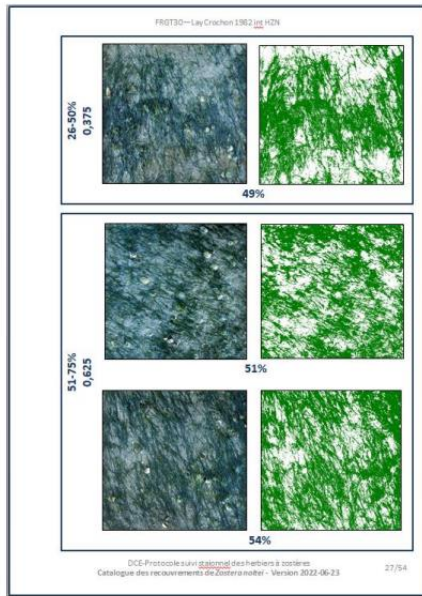 FRGT30 — Lay Crochon 1982 int HZN
26-50%
0,375
49%
51-75%
0,625
51%
54%
DCE-Protocole suivi stationnel des herbiers à zostères
Catalogue des recouvrements de Zostera noltei - Version 2022-06-23
27/54